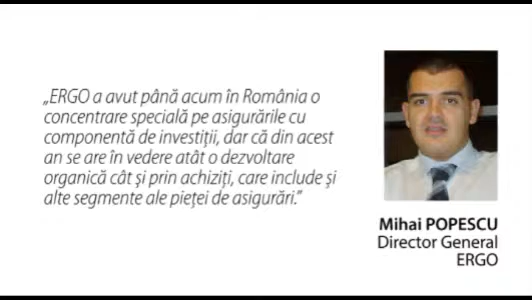 „ERGO a avut până acum în România o
concentrare specială pe asigurările cu
componentă de investiții, dar că din acest
an se are în vedere atât o dezvoltare
organică cât și prin achiziți, care include și
alte segmente ale pieței de asigurări.”
Mihai POPESCU
Director General
ERGO